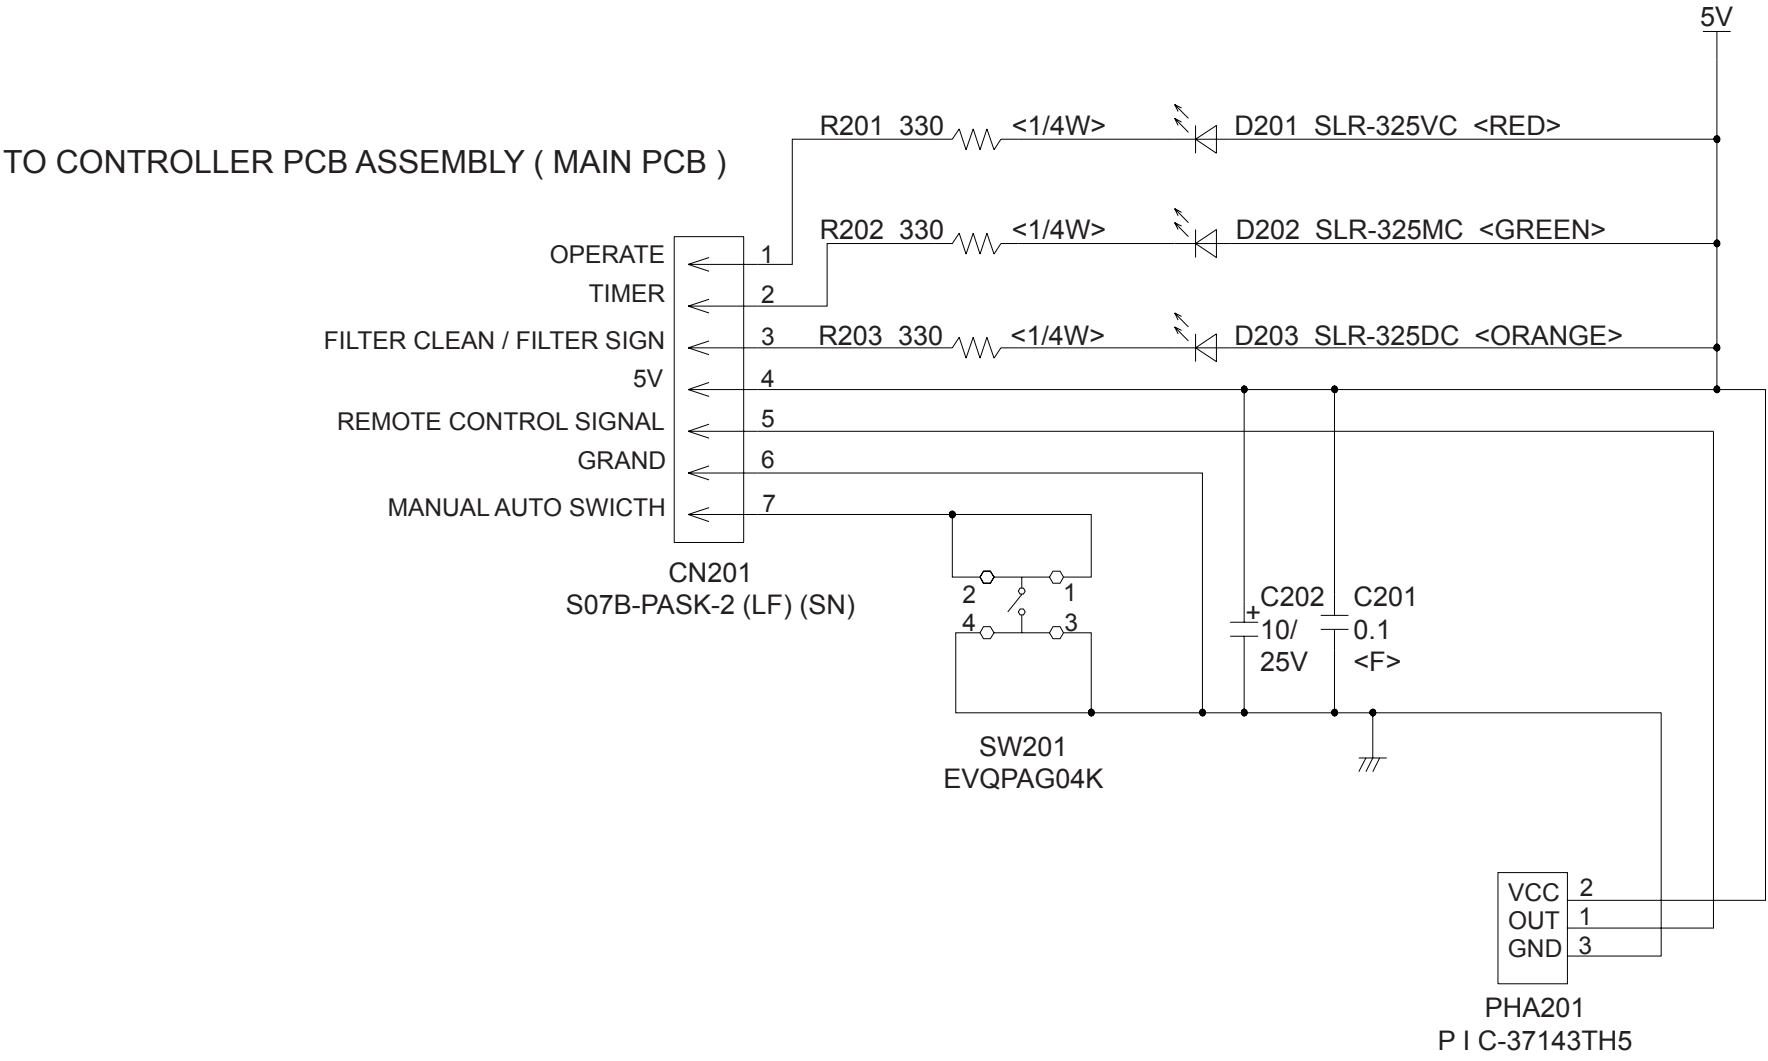 5V
R201 330 <1/4W> D201 SLR-325VC <RED>
TO CONTROLLER PCB ASSEMBLY ( MAIN PCB )
R202 330 <1/4W> D202 SLR-325MC <GREEN>
OPERATE 1
TIMER 2
FILTER CLEAN / FILTER SIGN 3 R203 330 <1/4W> D203 SLR-325DC <ORANGE>
5V 4
REMOTE CONTROL SIGNAL 5
GRAND 6
MANUAL AUTO SWICTH 7
CN201
S07B-PASK-2 (LF) (SN)
2 1
4 3
C202
+
10/
25V
C201
0.1
<F>
SW201
EVQPAG04K
VCC 2
OUT 1
GND 3
PHA201
P I C-37143TH5